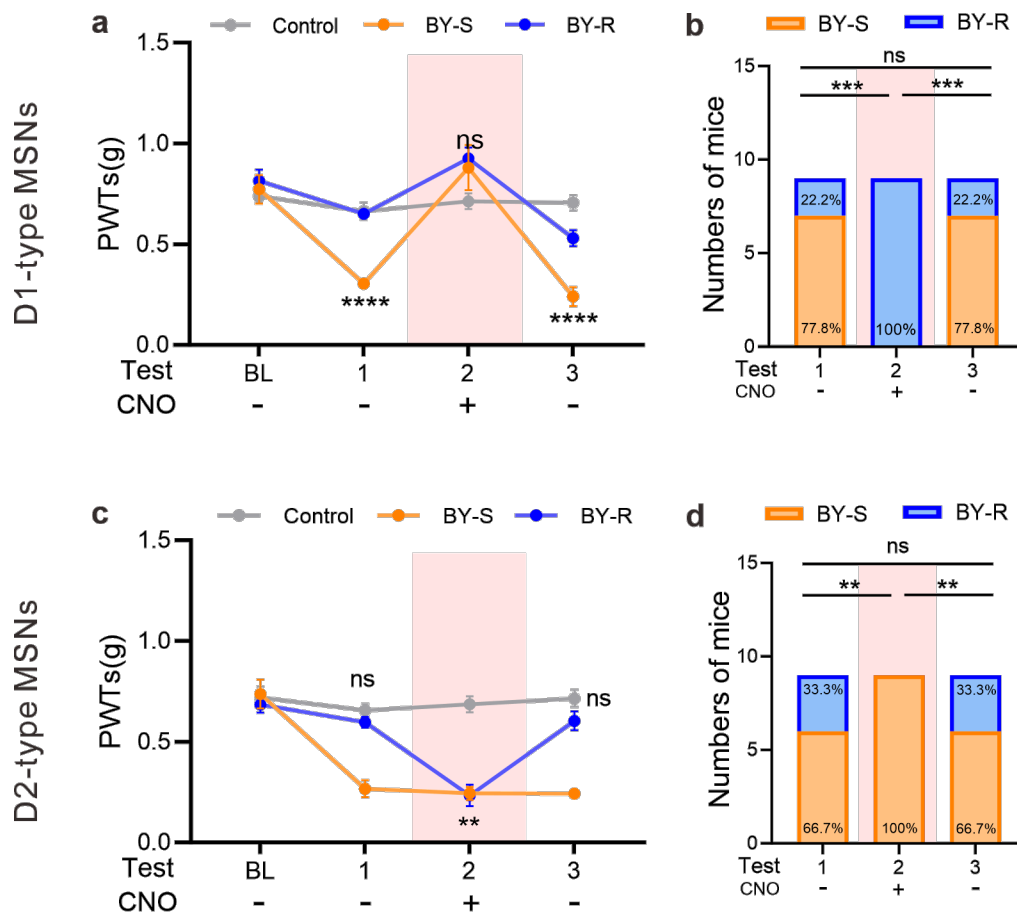 a
Control BY-S BY-R
D1-type MSNs
PWTs(g)
1.5
1.0
0.5
0.0
ns
****
****
Test BL 1 2 3
CNO - - + -
b
BY-S BY-R
Numbers of mice
15
10
5
0
ns
*** ***
22.2% 22.2%
77.8% 100% 77.8%
Test 1 2 3
CNO - + -
c
Control BY-S BY-R
D2-type MSNs
PWTs(g)
1.5
1.0
0.5
0.0
ns
ns
**
Test BL 1 2 3
CNO - - + -
d
BY-S BY-R
Numbers of mice
15
10
5
0
ns
** **
33.3% 33.3%
66.7% 100% 66.7%
Test 1 2 3
CNO - + -